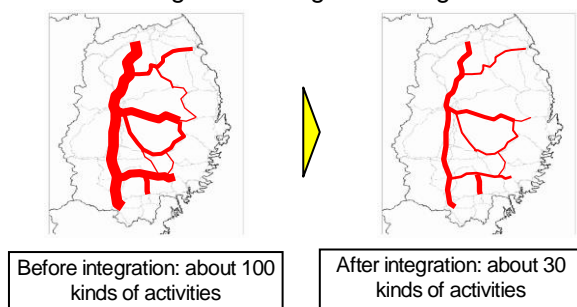 Before integration: about 100
kinds of activities
After integration: about 30
kinds of activities